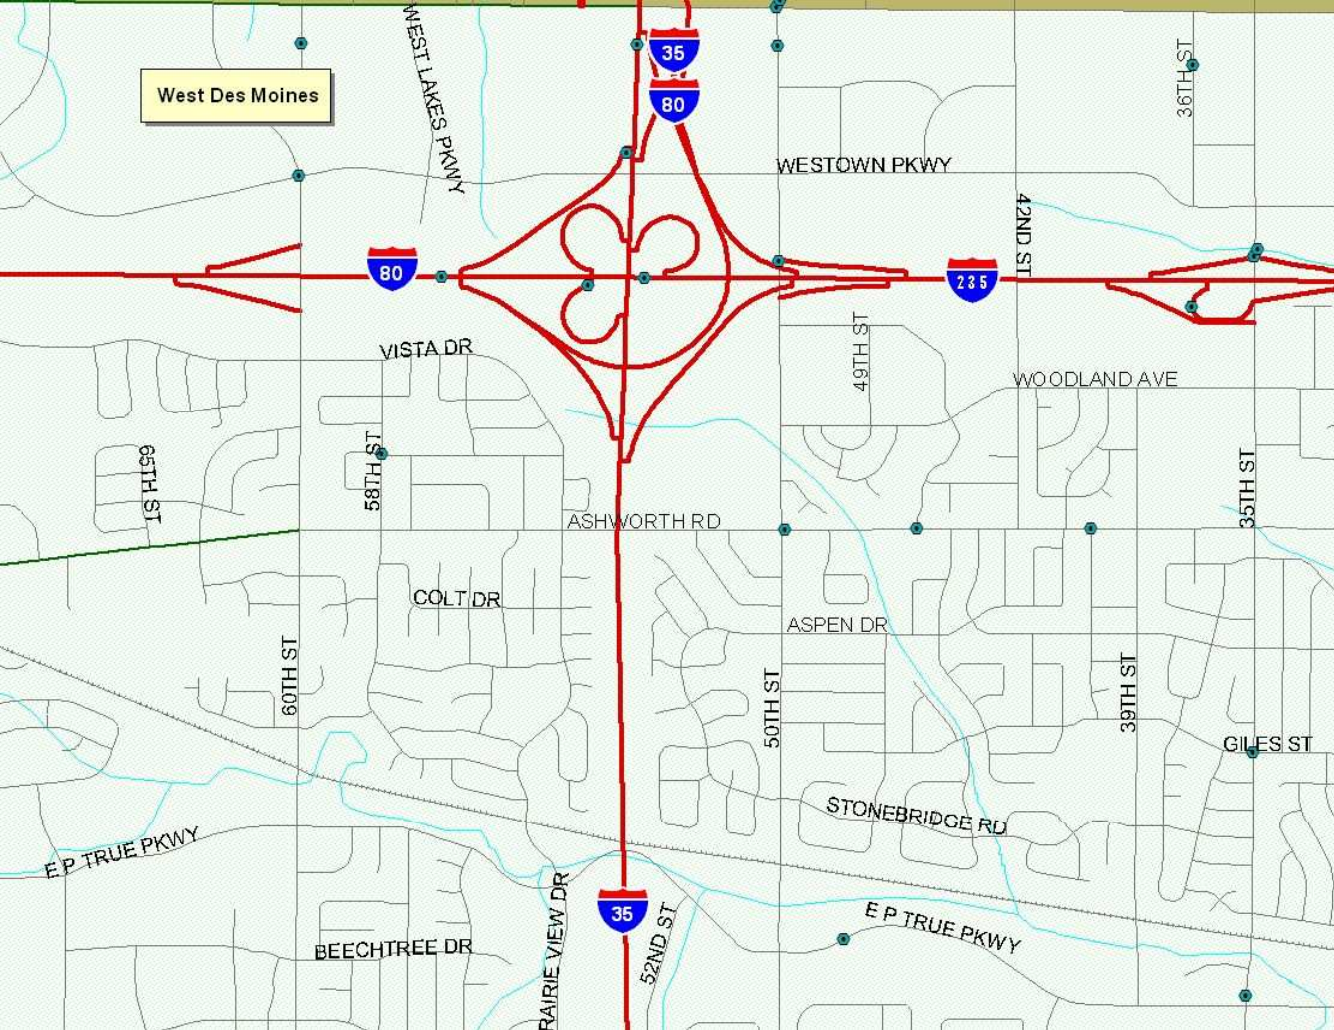 WEST LAKES PKWY
35
36TH ST
West Des Moines
80
WESTOWN PKWY
42ND ST
80
235
VISTA DR
49TH ST
WOODLAND AVE
65TH ST
58TH ST
35TH ST
ASHWORTH RD
COLT DR
ASPEN DR
60TH ST
50TH ST
39TH ST
GILES ST
STONEBRIDGE RD
E P TRUE PKWY
35
RAIRIE VIEW DR
52ND ST
E P TRUE PKWY
BEECHTREE DR